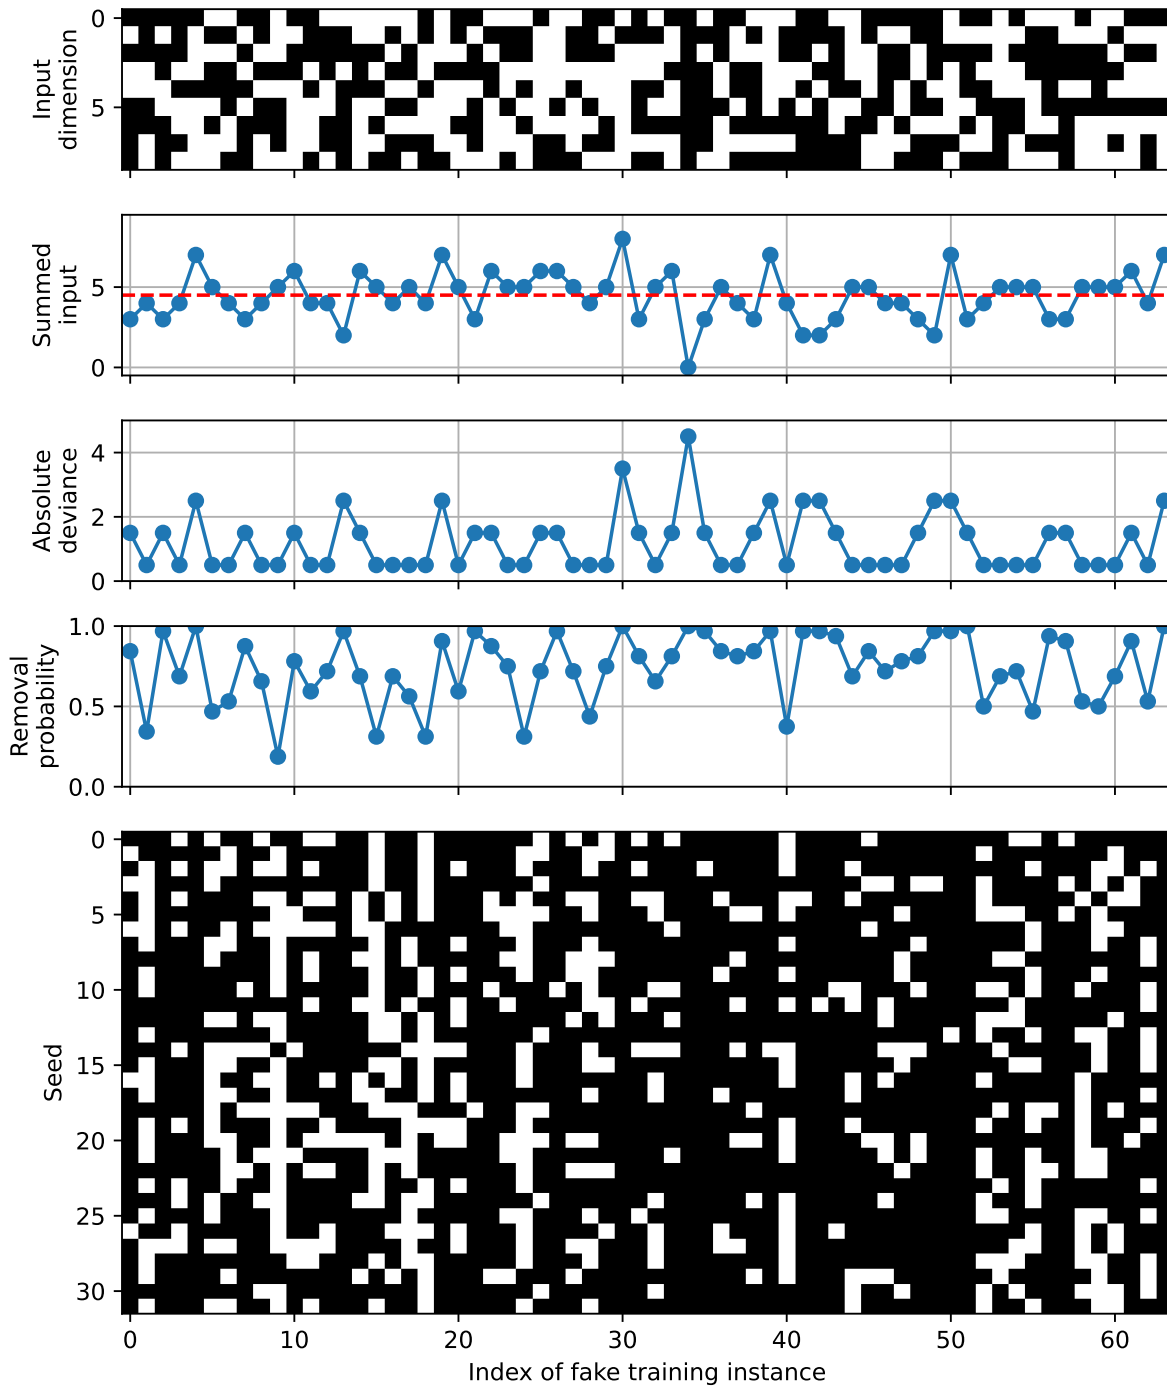 0
5
Input
dimension
5
0
Summed
input
4
2
0
Absolute
deviance
1.0
0.5
0.0
Removal
probability
0
5
10
15
20
25
30
Seed
0 10 20 30 40 50 60
Index of fake training instance